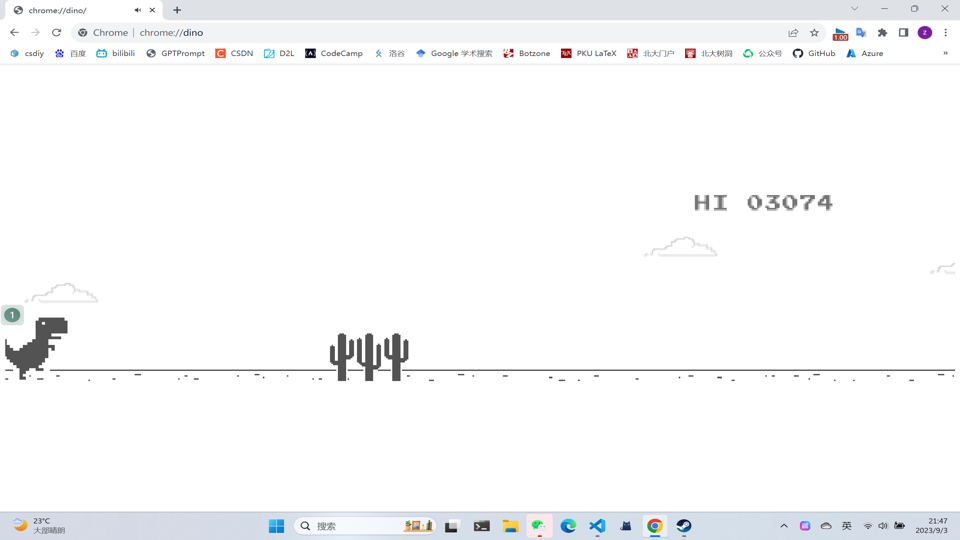 chrome://dino/
Chrome | chrome://dino
1.00
z
csdiy 百度 bilibili GPTPrompt CSDN D2L CodeCamp 洛谷 Google 学术搜索 Botzone PKU LaTeX 北大门户 北大树洞 公众号 GitHub Azure »
HI 03074
1
23°C
大部晴朗
搜索
英
21:47
2023/9/3